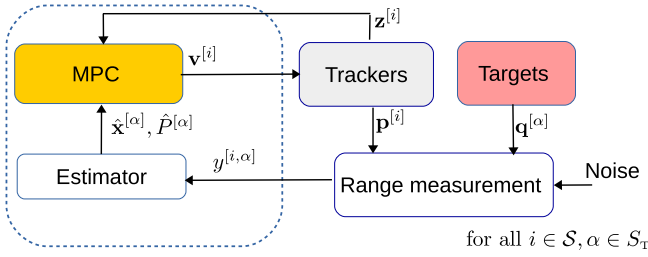 z^{[i]}
MPC
v^{[i]}
Trackers
Targets
x̂^{[α]}, P̂^{[α]}
p^{[i]}
q^{[α]}
Estimator
y^{[i,α]}
Range measurement
Noise
for all i ∈ 𝒮, α ∈ S_T